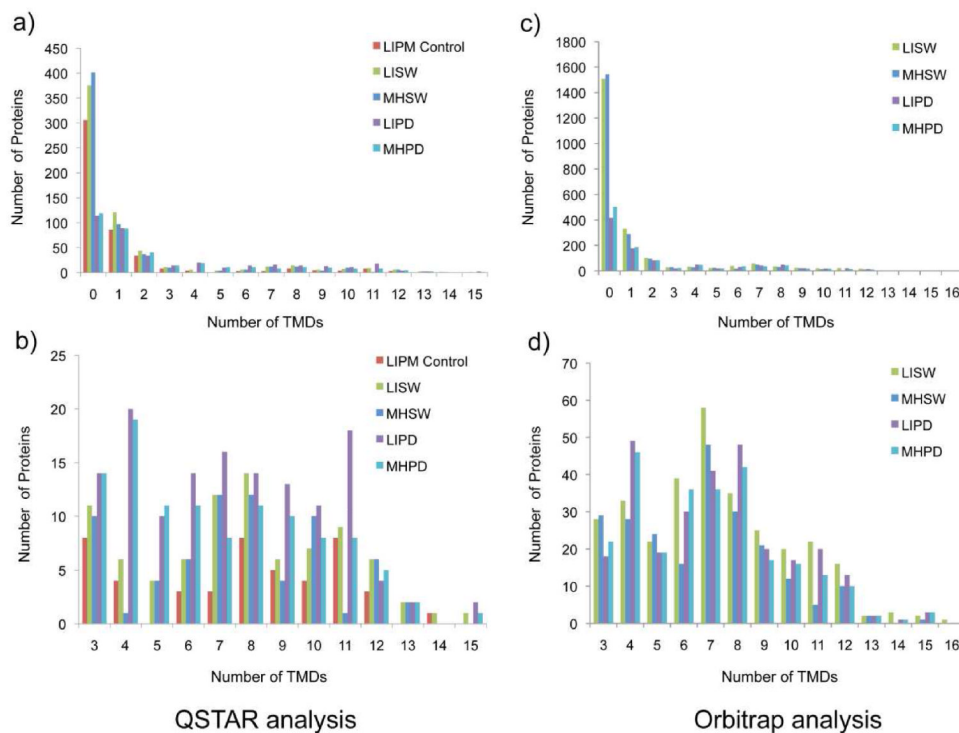 a)
450
400
350
300
250
200
150
100
50
0
Number of Proteins
LIPM Control
LISW
MHSW
LIPD
MHPD
0 1 2 3 4 5 6 7 8 9 10 11 12 13 14 15
Number of TMDs
c)
1800
1600
1400
1200
1000
800
600
400
200
0
Number of Proteins
LISW
MHSW
LIPD
MHPD
0 1 2 3 4 5 6 7 8 9 10 11 12 13 14 15 16
Number of TMDs
b)
25
20
15
10
5
0
Number of Proteins
LIPM Control
LISW
MHSW
LIPD
MHPD
3 4 5 6 7 8 9 10 11 12 13 14 15
Number of TMDs
QSTAR analysis
d)
70
60
50
40
30
20
10
0
Number of Proteins
LISW
MHSW
LIPD
MHPD
3 4 5 6 7 8 9 10 11 12 13 14 15 16
Number of TMDs
Orbitrap analysis